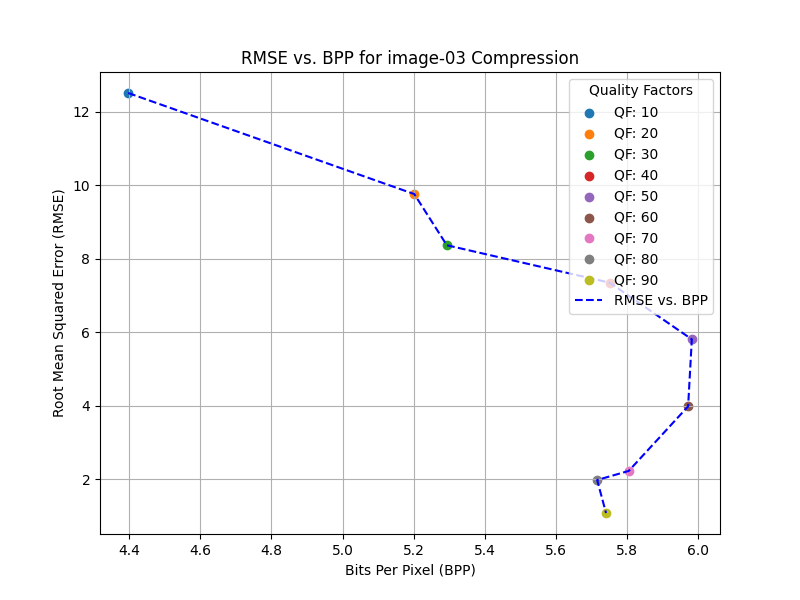 RMSE vs. BPP for image-03 Compression
Root Mean Squared Error (RMSE)
12
10
8
6
4
2
Quality Factors
QF: 10
QF: 20
QF: 30
QF: 40
QF: 50
QF: 60
QF: 70
QF: 80
QF: 90
RMSE vs. BPP
4.4 4.6 4.8 5.0 5.2 5.4 5.6 5.8 6.0
Bits Per Pixel (BPP)